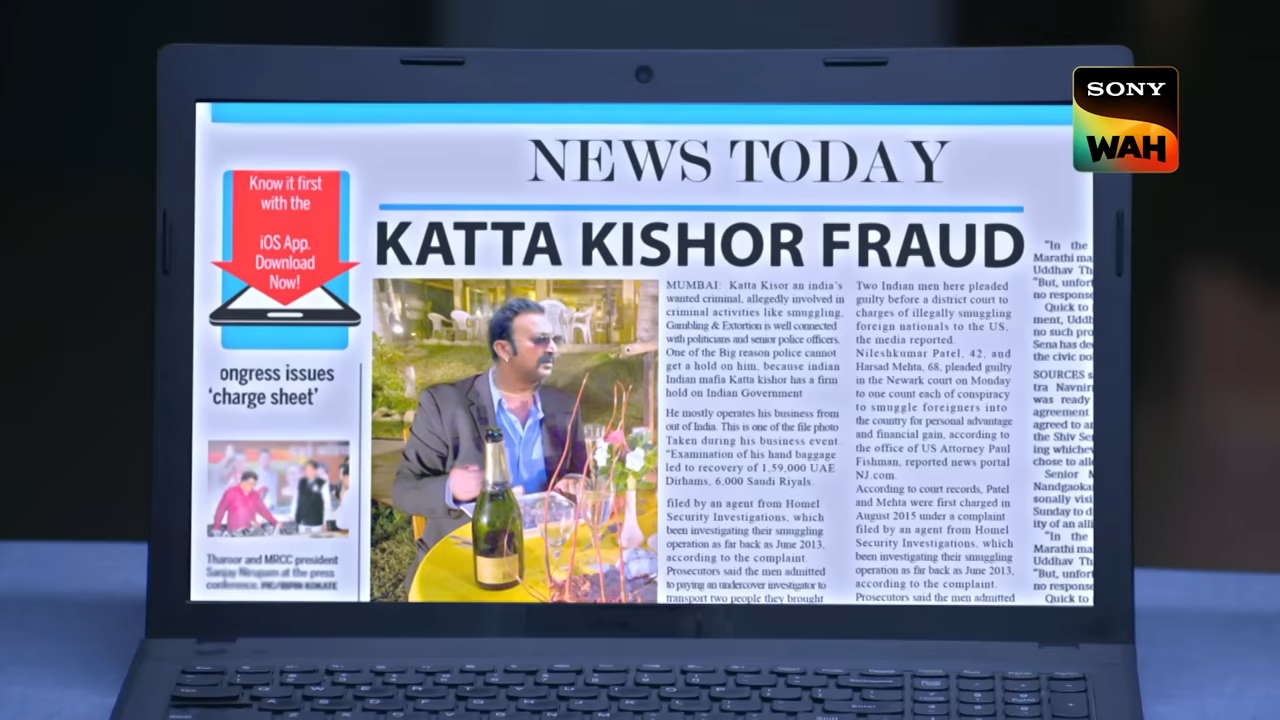 SONY
WAH
NEWS TODAY
Know it first
with the
iOS App.
Download
Now!
ongress issues
‘charge sheet’
Tharoor and MRCC president
Sanjay Nirupam at the press
conference.
KATTA KISHOR FRAUD
MUMBAI: Katta Kisor an india's
wanted criminal, allegedly involved in
criminal activities like smuggling,
Gambling & Extortion is well connected
with politicians and senior police officers.
One of the Big reason police cannot
get a hold on him, because indian
Indian mafia Katta kishor has a firm
hold on Indian Government
He mostly operates his business from
out of India. This is one of the file photo
Taken during his business event.
"Examination of his hand baggage
led to recovery of 1,59,000 UAE
Dirhams, 6,000 Saudi Riyals.
filed by an agent from Homel
Security Investigations, which
been investigating their smuggling
operation as far back as June 2013,
according to the complaint.
Prosecutors said the men admitted
to paying an undercover investigator to
transport two people they brought
Two Indian men here pleaded
guilty before a district court to
charges of illegally smuggling
foreign nationals to the US,
the media reported.
Nileshkumar Patel, 42, and
Harsad Mehta, 68, pleaded guilty
in the Newark court on Monday
to one count each of conspiracy
to smuggle foreigners into
the country for personal advantage
and financial gain, according to
the office of US Attorney Paul
Fishman, reported news portal
NJ.com.
According to court records, Patel
and Mehta were first charged in
August 2015 under a complaint
filed by an agent from Homel
Security Investigations, which
been investigating their smuggling
operation as far back as June 2013,
according to the complaint.
Prosecutors said the men admitted
"In the
Marathi ma
Uddhav Th
"But, unfort
no response
Quick to
ment, Uddh
no such pro
Sena has de
the civic po
SOURCES s
tra Navnir
was ready
agreement
agreed to a
the Shiv Se
ing whichev
chose to all
Senior M
Nandgaoka
sonally visi
Sunday to d
ity of an alli
"In the
Marathi ma
Uddhav Th
"But, unfort
no response
Quick to